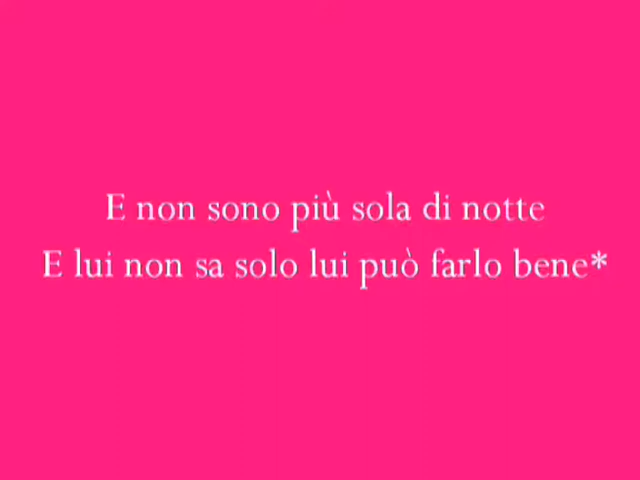 E non sono più sola di notte
E lui non sa solo lui può farlo bene*